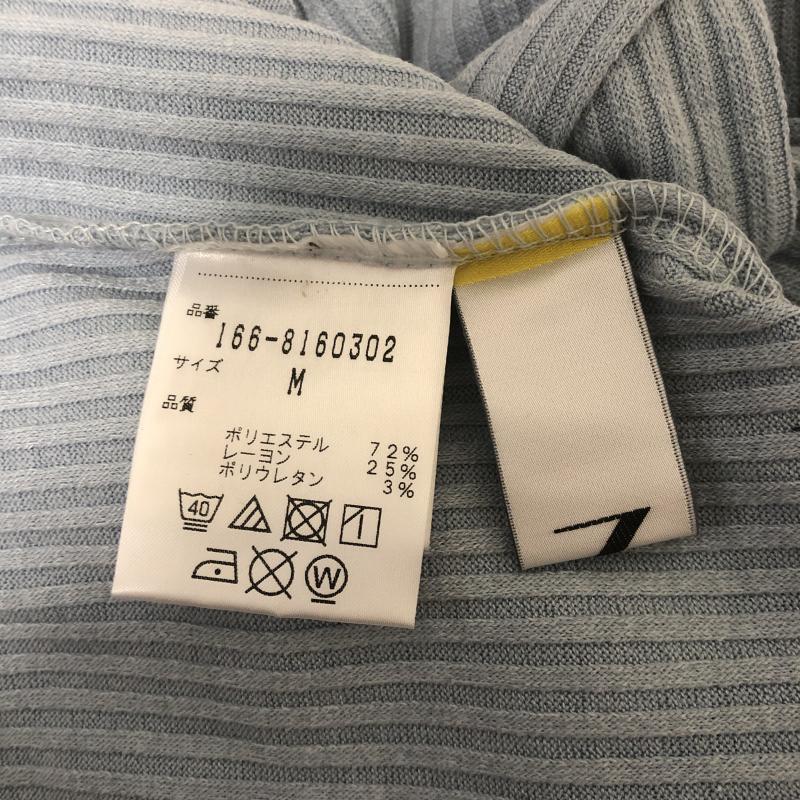 品番
166-8160302
サイズ
M
品質
ポリエステル 72%
レーヨン 25%
ポリウレタン 3%
40
W